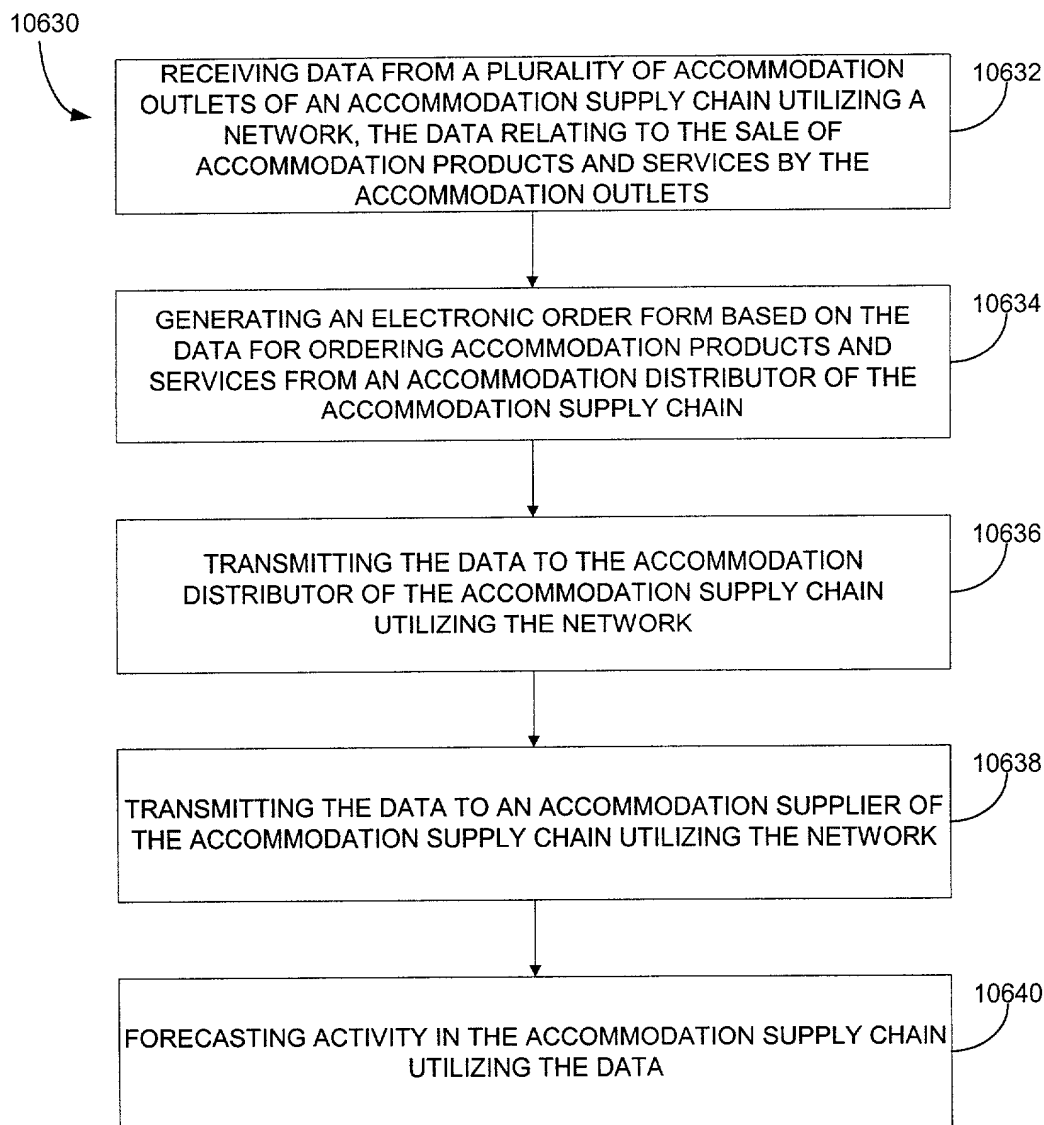 10630
RECEIVING DATA FROM A PLURALITY OF ACCOMMODATION
OUTLETS OF AN ACCOMMODATION SUPPLY CHAIN UTILIZING A
NETWORK, THE DATA RELATING TO THE SALE OF
ACCOMMODATION PRODUCTS AND SERVICES BY THE
ACCOMMODATION OUTLETS
10632
GENERATING AN ELECTRONIC ORDER FORM BASED ON THE
DATA FOR ORDERING ACCOMMODATION PRODUCTS AND
SERVICES FROM AN ACCOMMODATION DISTRIBUTOR OF THE
ACCOMMODATION SUPPLY CHAIN
10634
TRANSMITTING THE DATA TO THE ACCOMMODATION
DISTRIBUTOR OF THE ACCOMMODATION SUPPLY CHAIN
UTILIZING THE NETWORK
10636
TRANSMITTING THE DATA TO AN ACCOMMODATION SUPPLIER OF
THE ACCOMMODATION SUPPLY CHAIN UTILIZING THE NETWORK
10638
FORECASTING ACTIVITY IN THE ACCOMMODATION SUPPLY CHAIN
UTILIZING THE DATA
10640